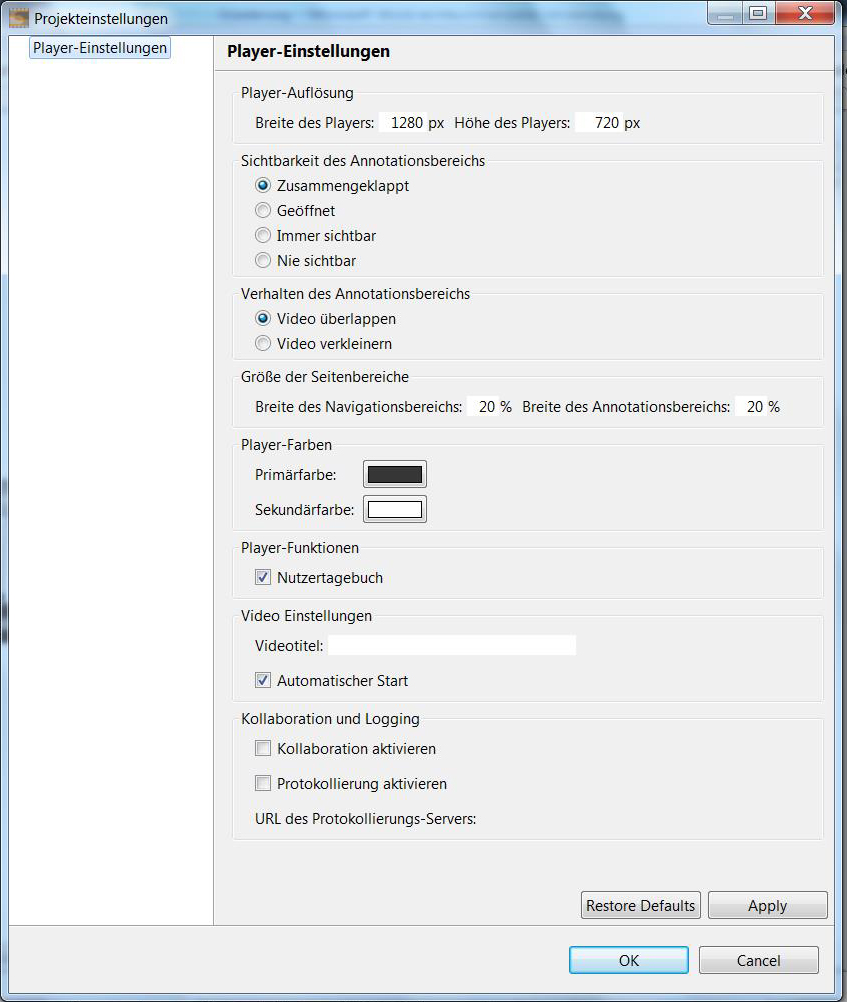 Projekteinstellungen
Player-Einstellungen
Player-Einstellungen
Player-Auflösung
Breite des Players: 1280 px Höhe des Players: 720 px
Sichtbarkeit des Annotationsbereichs
Zusammengeklappt
Geöffnet
Immer sichtbar
Nie sichtbar
Verhalten des Annotationsbereichs
Video überlappen
Video verkleinern
Größe der Seitenbereiche
Breite des Navigationsbereichs: 20 % Breite des Annotationsbereichs: 20 %
Player-Farben
Primärfarbe:
Sekundärfarbe:
Player-Funktionen
Nutzertagebuch
Video Einstellungen
Videotitel:
Automatischer Start
Kollaboration und Logging
Kollaboration aktivieren
Protokollierung aktivieren
URL des Protokollierungs-Servers:
Restore Defaults Apply
OK Cancel